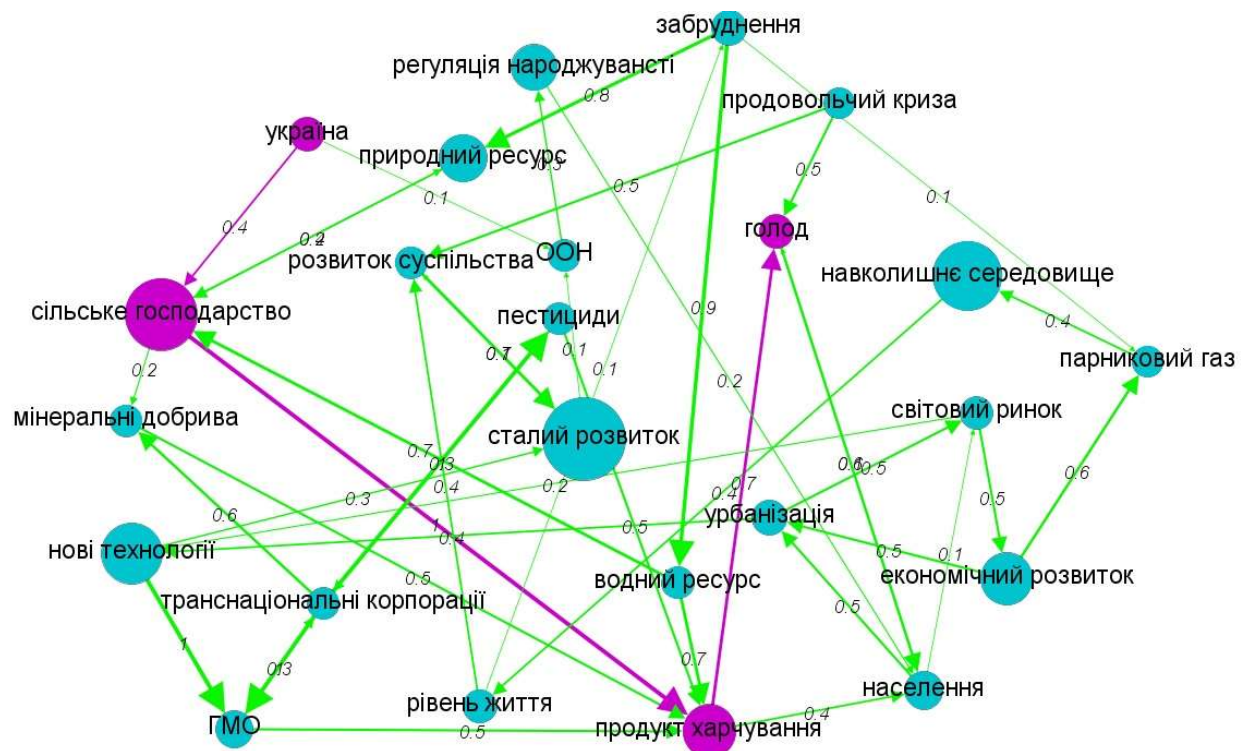 забруднення
регуляція народжуваності
0.8
продовольчий криза
україна
природний ресурс
0.3
0.5
0.5
0.1
0.1
0.4
голод
ООН
розвиток суспільства
навколишнє середовище
сільське господарство
0.9
пестициди
0.4
0.1
0.1
парниковий газ
0.2
0.2
мінеральні добрива
світовий ринок
сталий розвиток
0.7
0.5
0.6
0.4
0.4
0.7
0.3
0.2
0.5
урбанізація
0.6
1
0.4
0.5
0.5
0.1
нові технології
0.5
водний ресурс
економічний розвиток
транснаціональні корпорації
0.5
1
0.7
населення
рівень життя
0.4
ГМО
0.5
продукт харчування